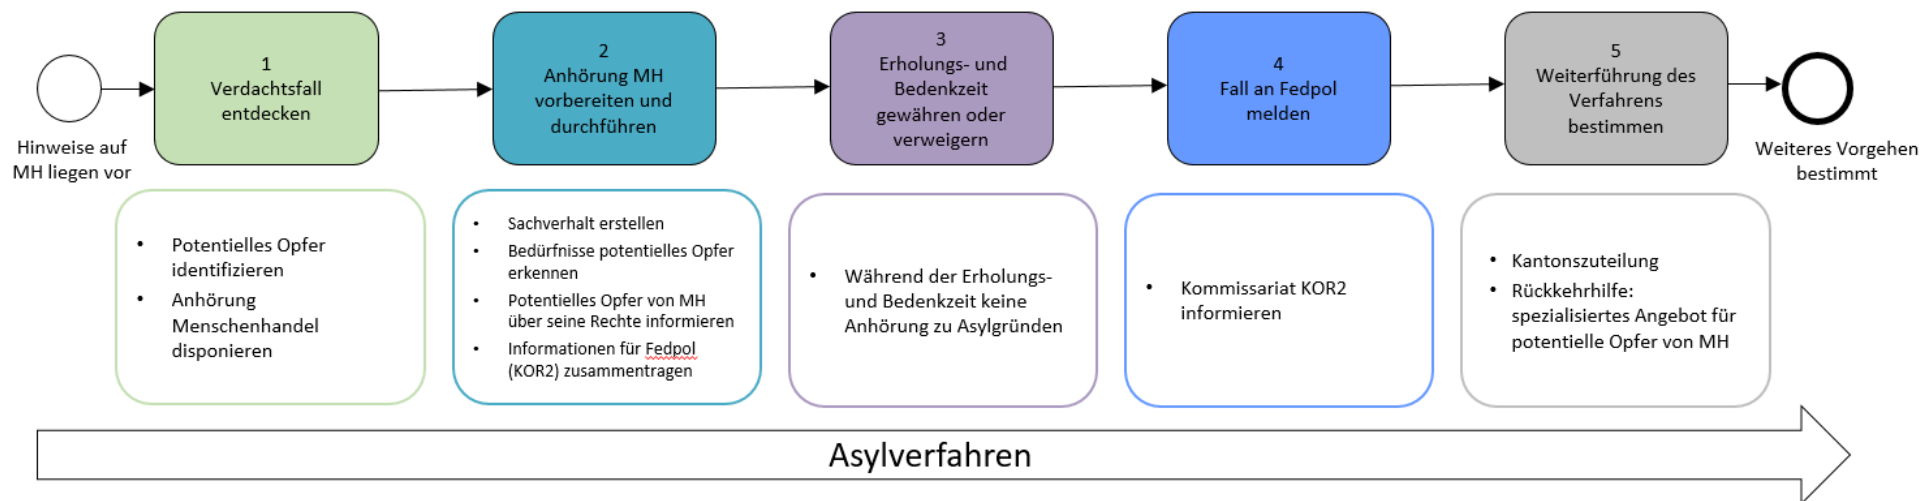 Hinweise auf
MH liegen vor
1
Verdachtsfall
entdecken
2
Anhörung MH
vorbereiten und
durchführen
3
Erholungs- und
Bedenkzeit
gewähren oder
verweigern
4
Fall an Fedpol
melden
5
Weiterführung des
Verfahrens
bestimmen
Weiteres Vorgehen
bestimmt
• Potentielles Opfer
identifizieren
• Anhörung
Menschenhandel
disponieren
• Sachverhalt erstellen
• Bedürfnisse potentielles Opfer
erkennen
• Potentielles Opfer von MH
über seine Rechte informieren
• Informationen für Fedpol
(KOR2) zusammentragen
• Während der Erholungs-
und Bedenkzeit keine
Anhörung zu Asylgründen
• Kommissariat KOR2
informieren
• Kantonszuteilung
• Rückkehrhilfe:
spezialisiertes Angebot für
potentielle Opfer von MH
Asylverfahren